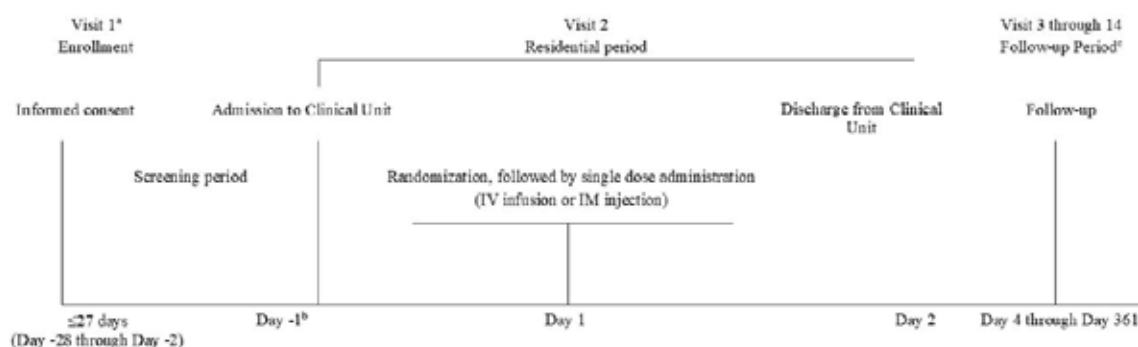 Visit 1ª
Enrollment
Visit 2
Residential period
Visit 3 through 14
Follow-up Periodᶜ
Informed consent
Admission to Clinical Unit
Discharge from Clinical
Unit
Follow-up
Screening period
Randomization, followed by single dose administration
(IV infusion or IM injection)
≤27 days
(Day -28 through Day -2)
Day -1ᵇ
Day 1
Day 2
Day 4 through Day 361